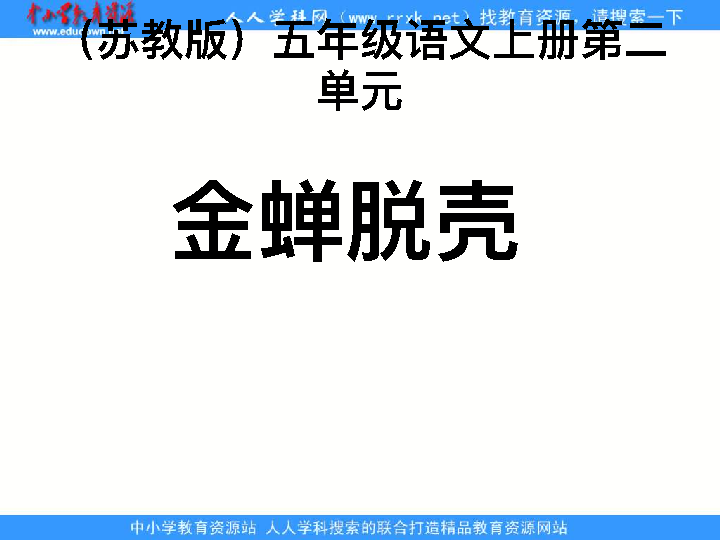 中小学教育资源站 人人学科网（www.rrxk.net）找教育资源，请搜索一下
（苏教版）五年级语文上册第二
单元
金蝉脱壳
中小学教育资源站 人人学科搜索的联合打造精品教育资源网站